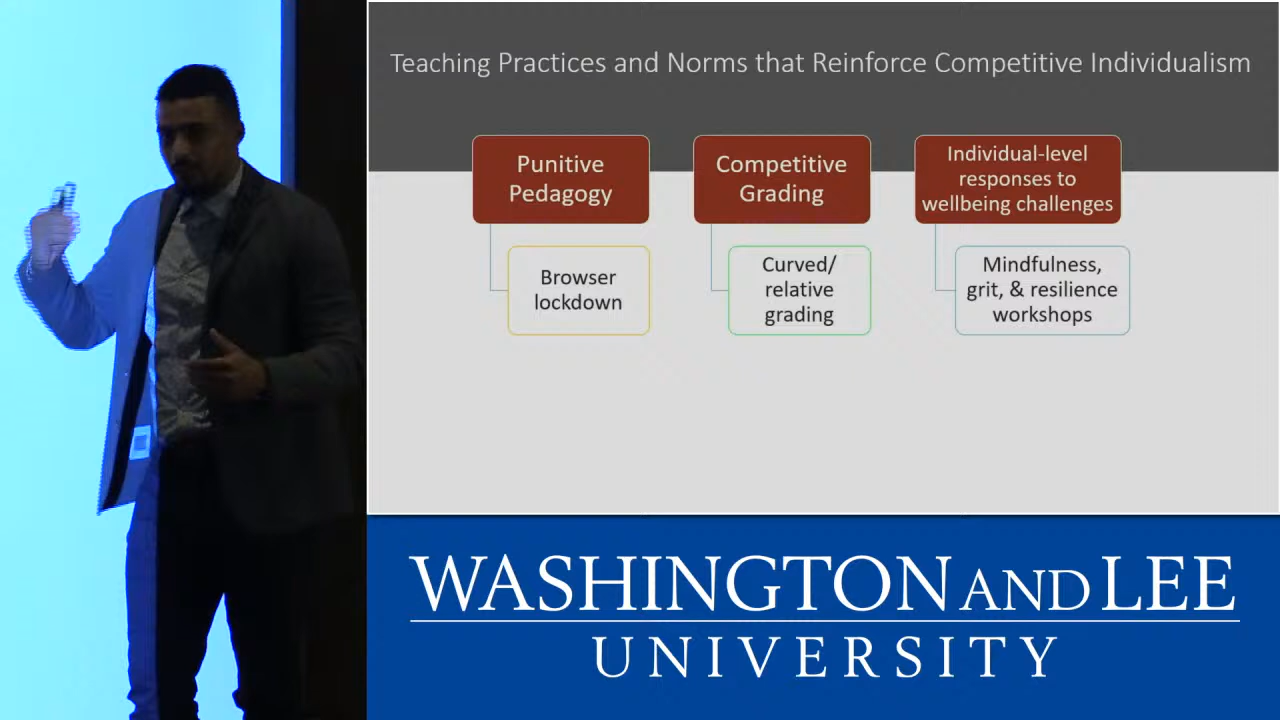 Teaching Practices and Norms that Reinforce Competitive Individualism
Punitive
Pedagogy
Browser
lockdown
Competitive
Grading
Curved/
relative
grading
Individual-level
responses to
wellbeing challenges
Mindfulness,
grit, & resilience
workshops
WASHINGTON AND LEE
UNIVERSITY